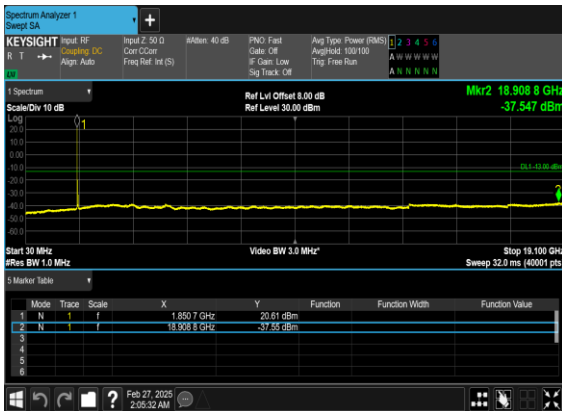 Spectrum Analyzer 1
Swept SA
KEYSIGHT
R T
Input: RF
Coupling: DC
Align: Auto
Input Z: 50 Ω
Corr CCorr
Freq Ref: Int (S)
#Atten: 40 dB
PNO: Fast
Gate: Off
IF Gain: Low
Sig Track: Off
Avg Type: Power (RMS)
Avg|Hold: 100/100
Trig: Free Run
1 2 3 4 5 6
A W W W W W
A N N N N N
1 Spectrum
Scale/Div 10 dB
Ref Lvl Offset 8.00 dB
Ref Level 30.00 dBm
Mkr2 18.908 8 GHz
-37.547 dBm
Log
20.0
10.0
0.00
-10.0
-20.0
-30.0
-40.0
-50.0
-60.0
1
DL1 -13.00 dBm
2
Start 30 MHz
#Res BW 1.0 MHz
Video BW 3.0 MHz*
Stop 19.100 GHz
Sweep 32.0 ms (40001 pts)
5 Marker Table
Mode Trace Scale X Y Function Function Width Function Value
1 N 1 f 1.850 7 GHz 20.61 dBm
2 N 1 f 18.908 8 GHz -37.55 dBm
3
4
5
6
?
Feb 27, 2025
2:05:32 AM